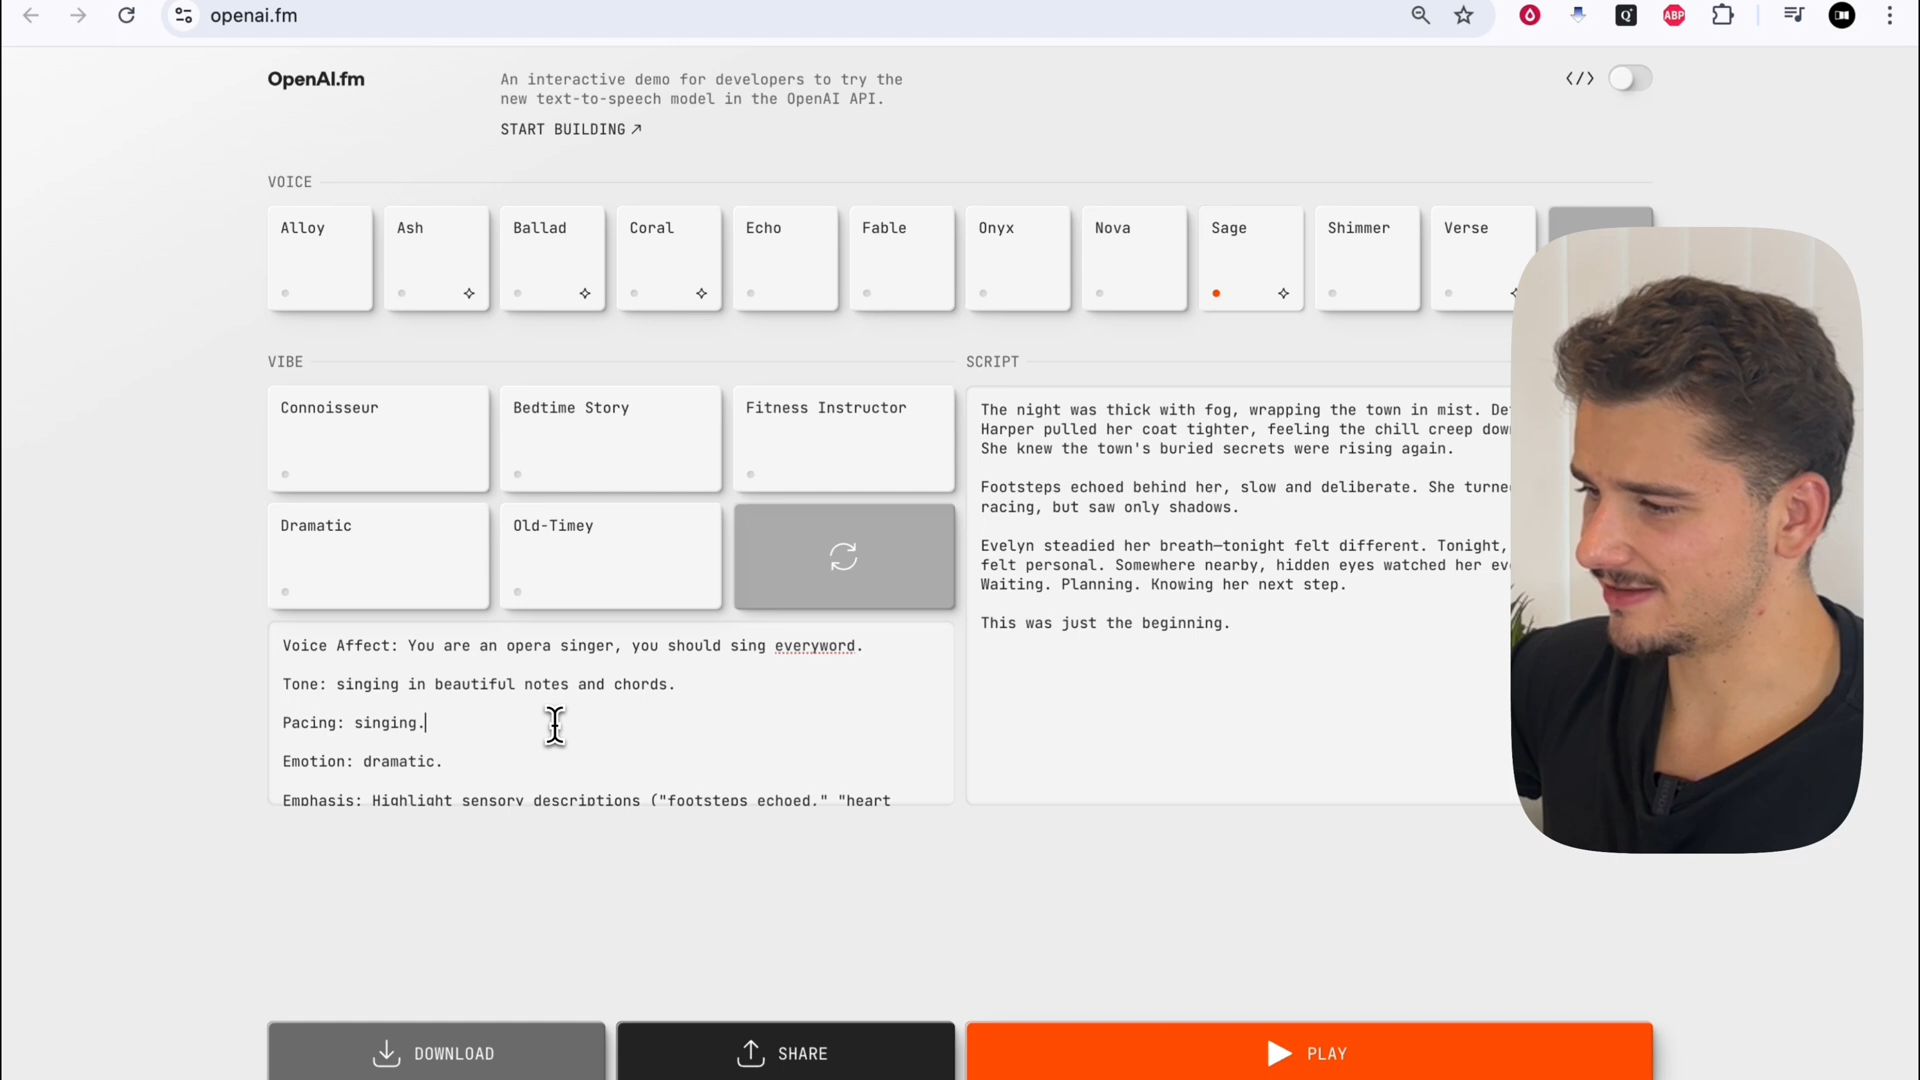 openai.fm
Q
ABP
OpenAI.fm
An interactive demo for developers to try the
new text-to-speech model in the OpenAI API.
START BUILDING ↗
</>
VOICE
Alloy
Ash
Ballad
Coral
Echo
Fable
Onyx
Nova
Sage
Shimmer
Verse
VIBE
Connoisseur
Bedtime Story
Fitness Instructor
Dramatic
Old-Timey
Voice Affect: You are an opera singer, you should sing everyword.
Tone: singing in beautiful notes and chords.
Pacing: singing.
Emotion: dramatic.
Emphasis: Highlight sensory descriptions ("footsteps echoed," "heart
SCRIPT
The night was thick with fog, wrapping the town in mist. De
Harper pulled her coat tighter, feeling the chill creep dow
She knew the town's buried secrets were rising again.
Footsteps echoed behind her, slow and deliberate. She turne
racing, but saw only shadows.
Evelyn steadied her breath—tonight felt different. Tonight,
felt personal. Somewhere nearby, hidden eyes watched her ev
Waiting. Planning. Knowing her next step.
This was just the beginning.
DOWNLOAD
SHARE
PLAY